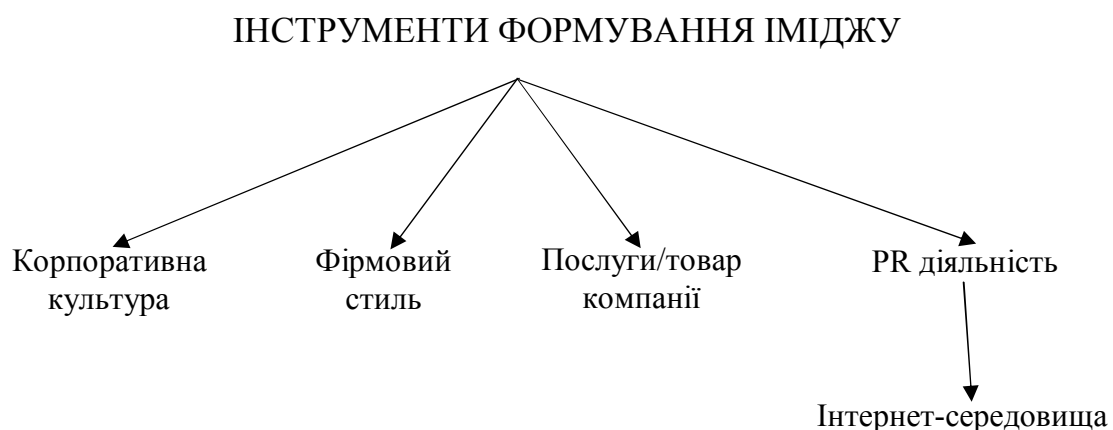 ІНСТРУМЕНТИ ФОРМУВАННЯ ІМІДЖУ
Корпоративна
культура
Фірмовий
стиль
Послуги/товар
компанії
PR діяльність
Інтернет-середовища